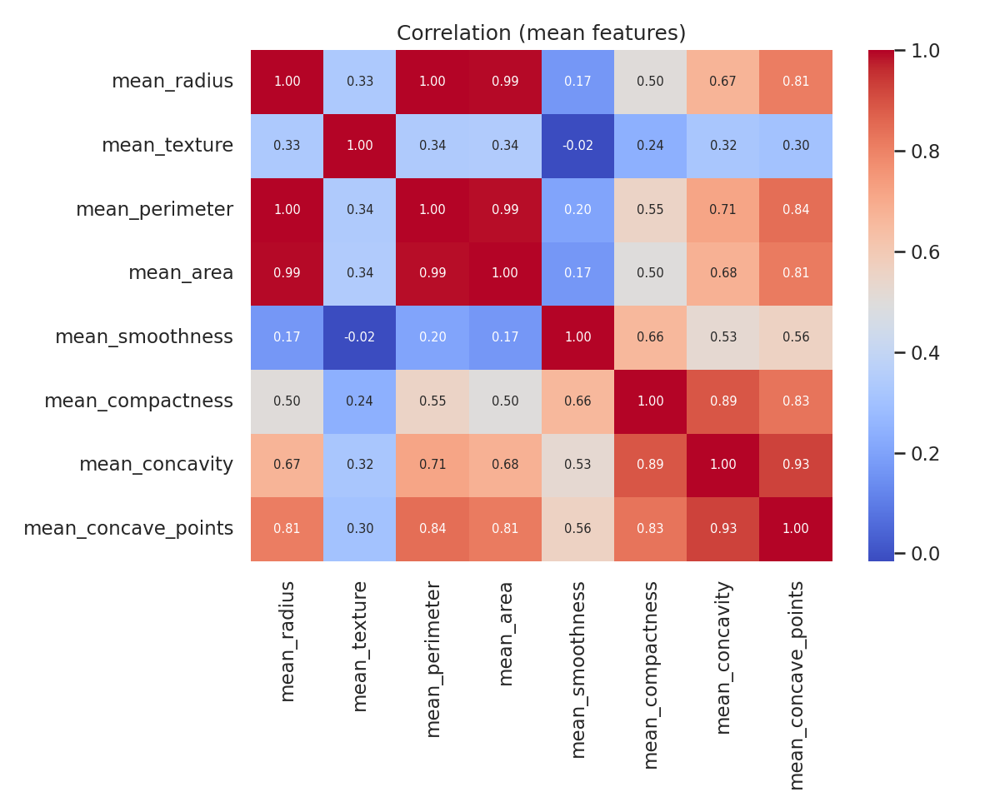 Correlation (mean features)
mean_radius 1.00 0.33 1.00 0.99 0.17 0.50 0.67 0.81
mean_texture 0.33 1.00 0.34 0.34 -0.02 0.24 0.32 0.30
mean_perimeter 1.00 0.34 1.00 0.99 0.20 0.55 0.71 0.84
mean_area 0.99 0.34 0.99 1.00 0.17 0.50 0.68 0.81
mean_smoothness 0.17 -0.02 0.20 0.17 1.00 0.66 0.53 0.56
mean_compactness 0.50 0.24 0.55 0.50 0.66 1.00 0.89 0.83
mean_concavity 0.67 0.32 0.71 0.68 0.53 0.89 1.00 0.93
mean_concave_points 0.81 0.30 0.84 0.81 0.56 0.83 0.93 1.00
mean_radius
mean_texture
mean_perimeter
mean_area
mean_smoothness
mean_compactness
mean_concavity
mean_concave_points
1.0
0.8
0.6
0.4
0.2
0.0